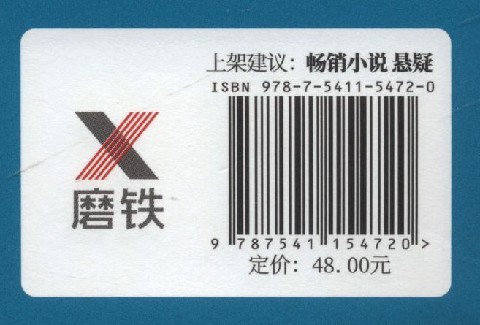 上架建议：畅销小说 悬疑
ISBN 978-7-5411-5472-0
磨铁
9 787541 154720 >
定价：48.00元